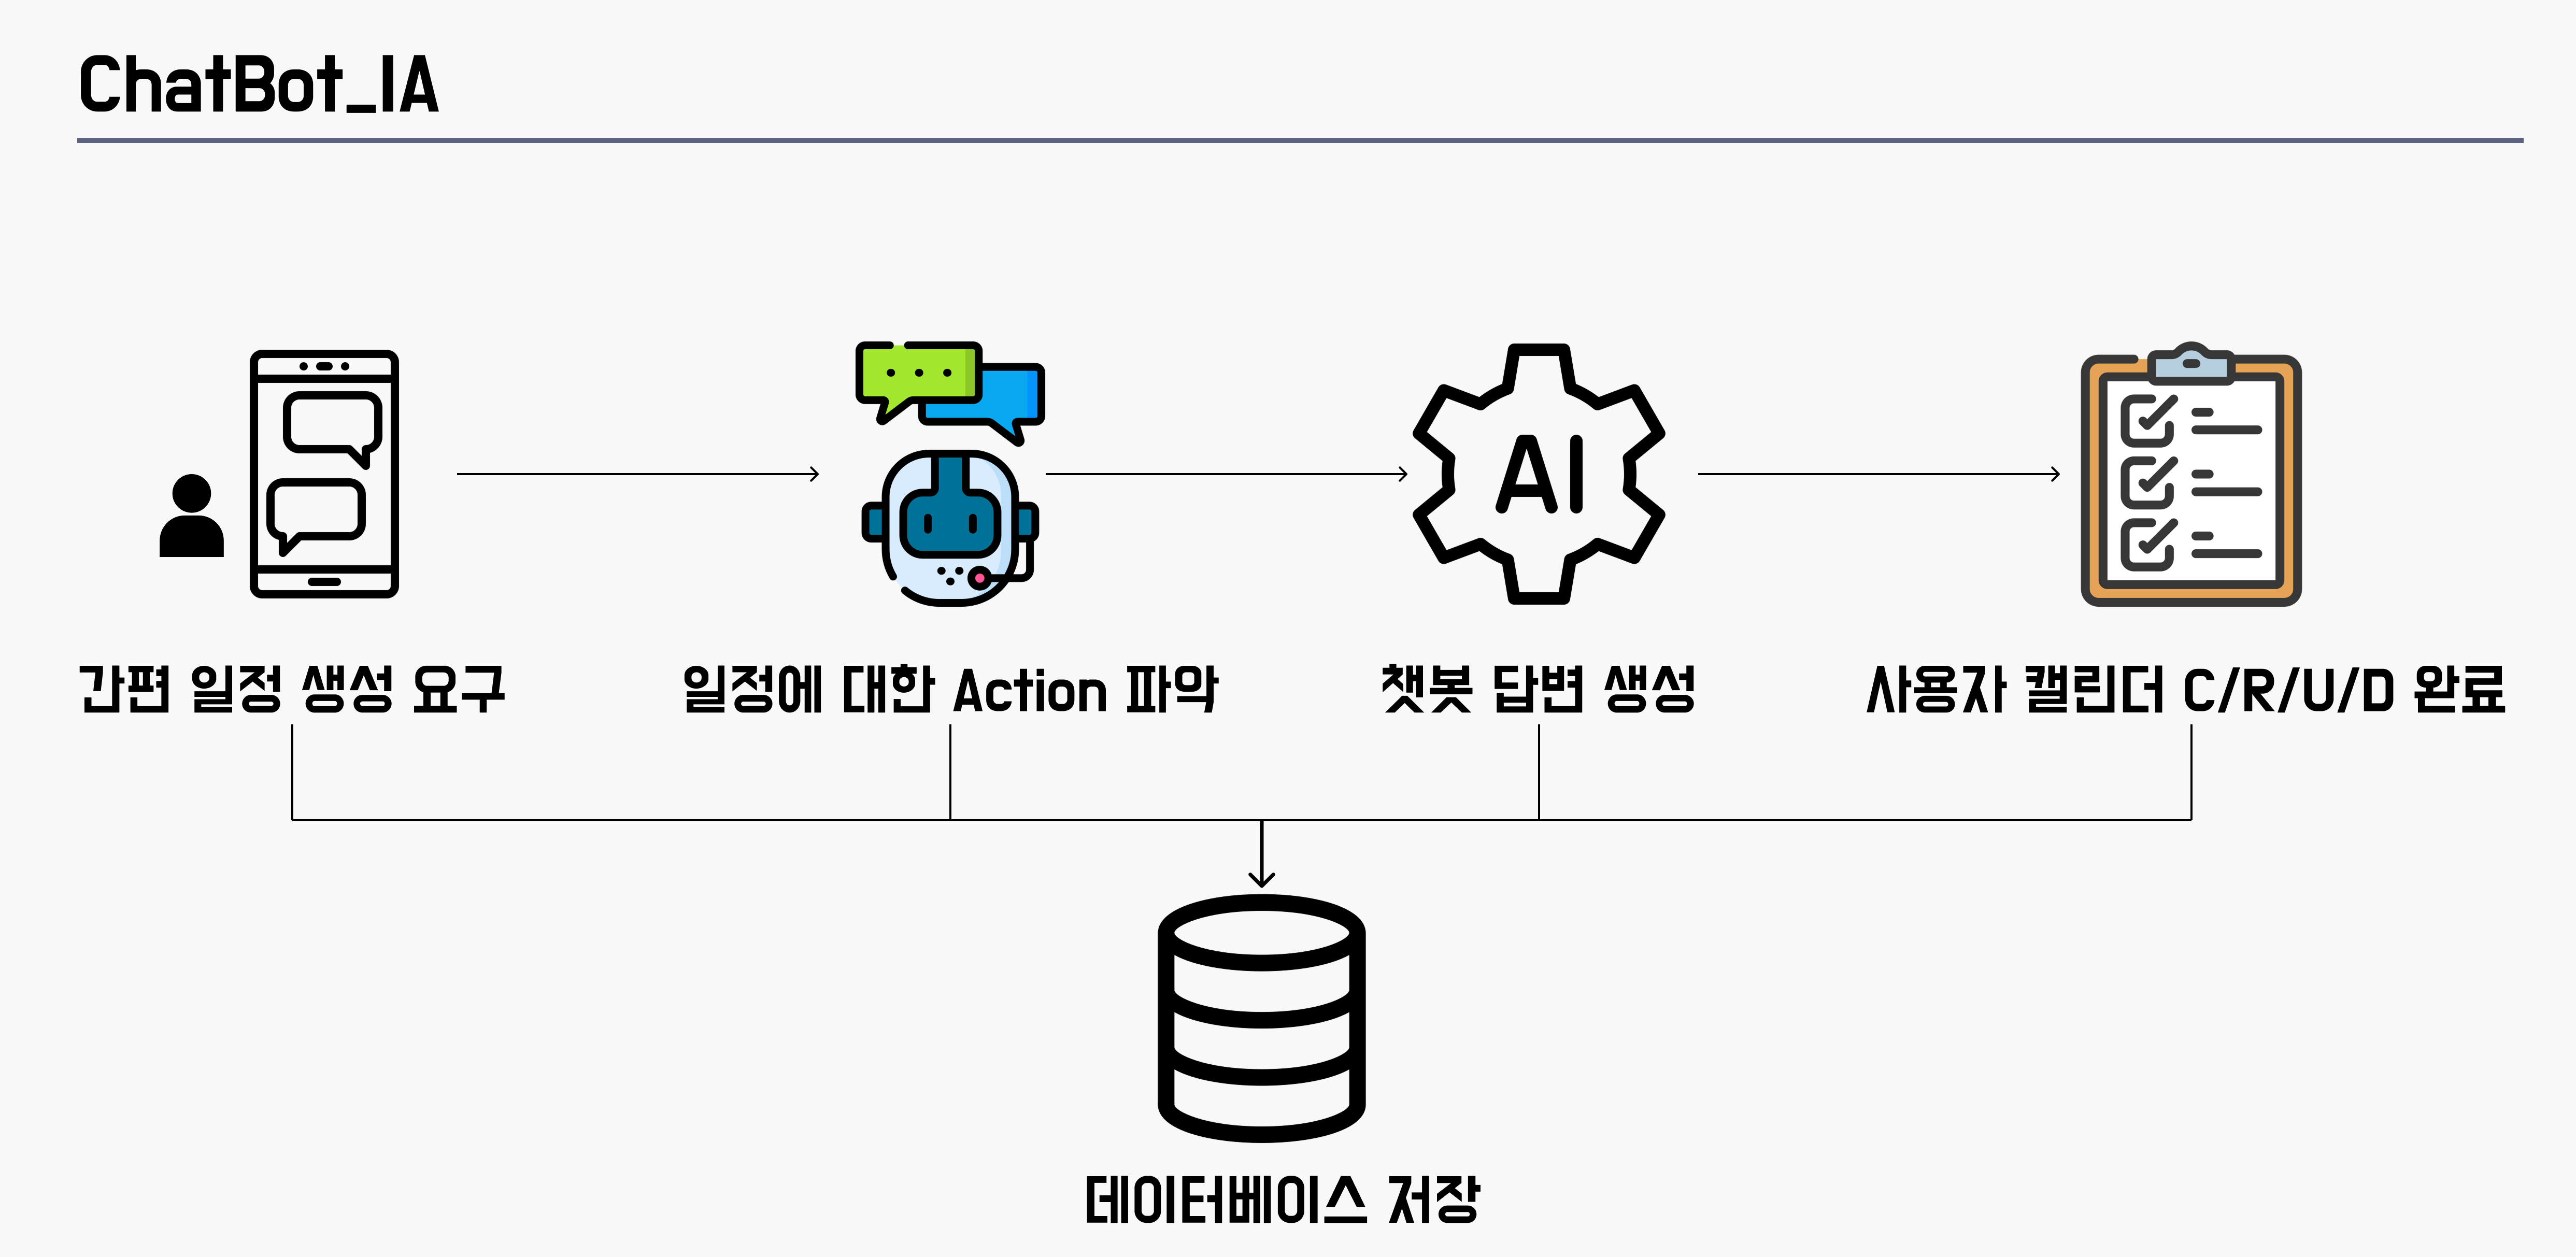 ChatBot_IA
AI
간편 일정 생성 요구
일정에 대한 Action 파악
챗봇 답변 생성
사용자 캘린더 C/R/U/D 완료
데이터베이스 저장